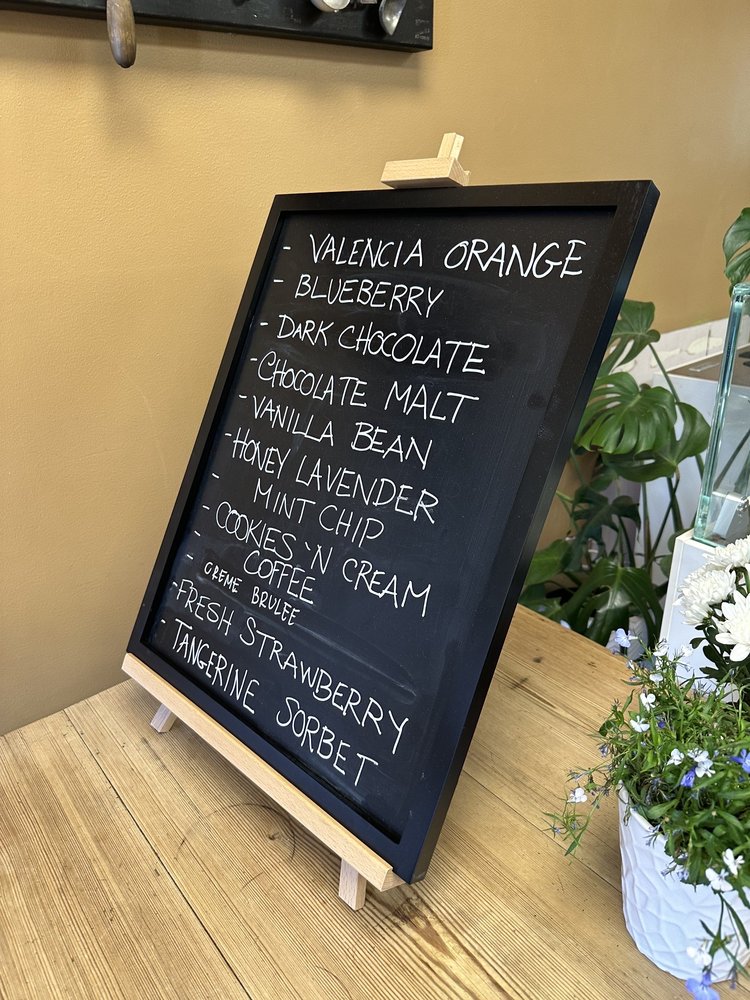 - VALENCIA ORANGE
- BLUEBERRY
- DARK CHOCOLATE
- CHOCOLATE MALT
- VANILLA BEAN
- HONEY LAVENDER
- MINT CHIP
- COOKIES 'N CREAM
- COFFEE
- CREME BRULEE
- FRESH STRAWBERRY
- TANGERINE SORBET